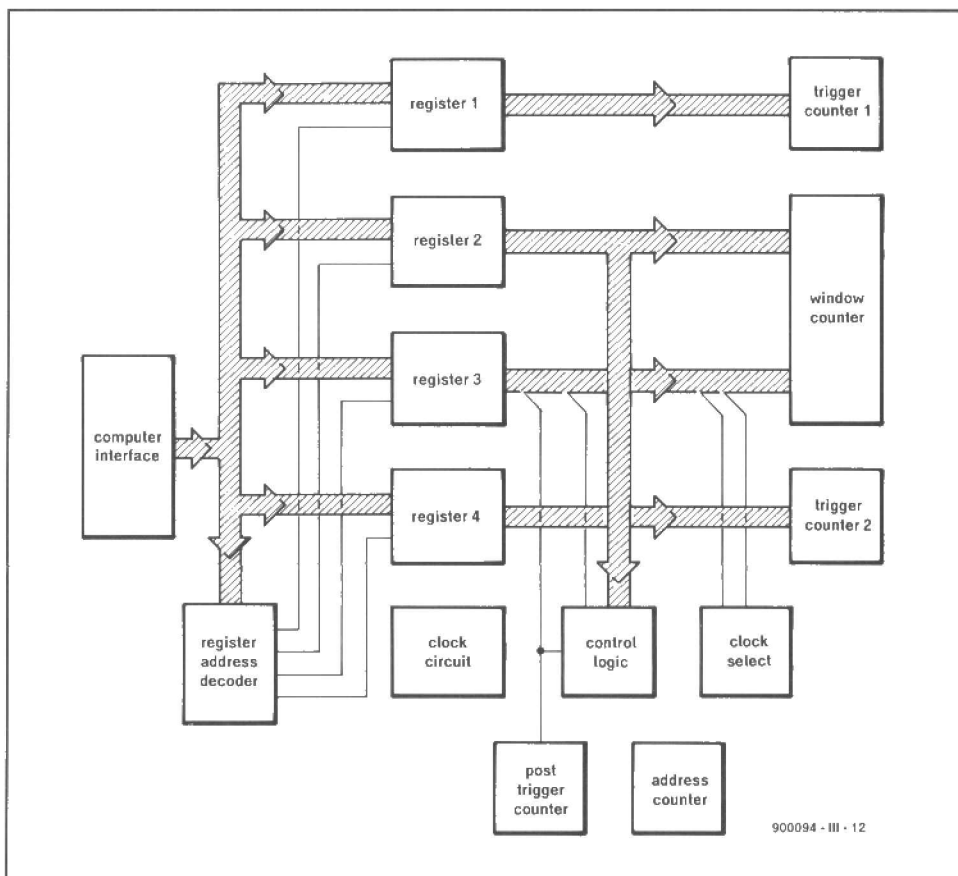 register 1
trigger
counter 1
register 2
window
counter
register 3
computer
interface
register 4
trigger
counter 2
register
address
decoder
clock
circuit
control
logic
clock
select
post
trigger
counter
address
counter
900094 - III - 12